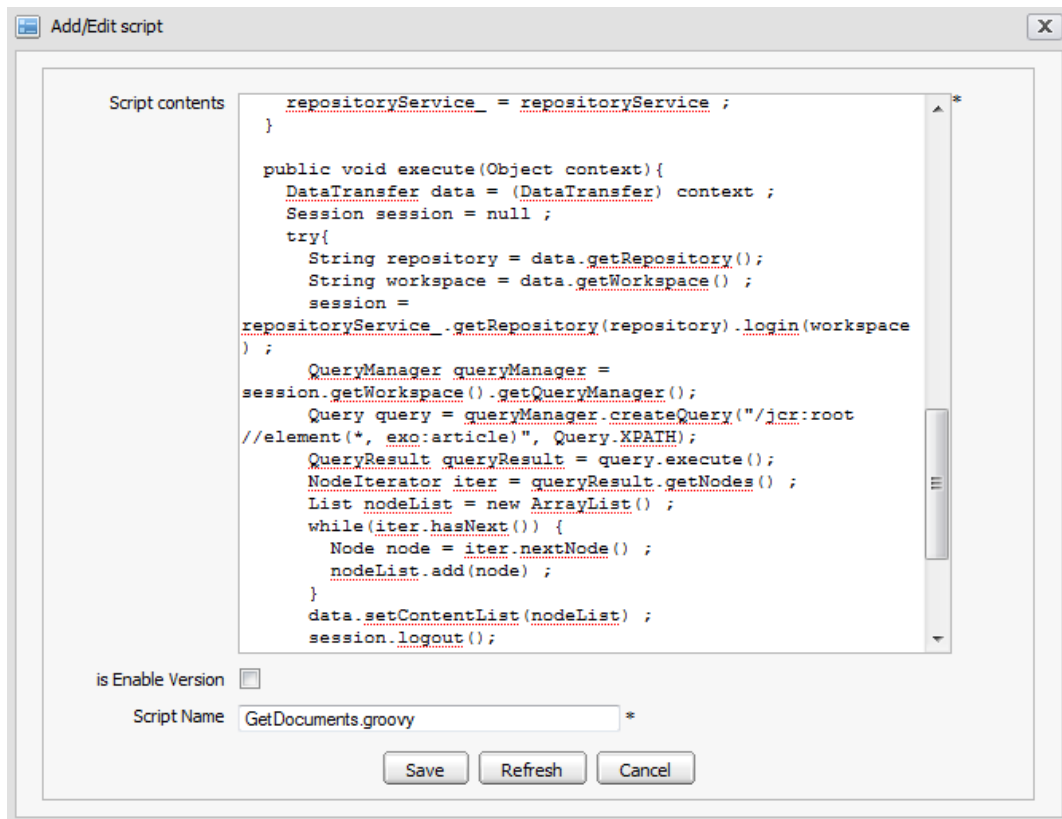 Add/Edit script
X
Script contents
repositoryService_ = repositoryService ;
*
}
public void execute(Object context){
DataTransfer data = (DataTransfer) context ;
Session session = null ;
try{
String repository = data.getRepository();
String workspace = data.getWorkspace() ;
session =
repositoryService_.getRepository(repository).login(workspace
) ;
QueryManager queryManager =
session.getWorkspace().getQueryManager();
Query query = queryManager.createQuery("/jcr:root
//element(*, exo:article)", Query.XPATH);
QueryResult queryResult = query.execute();
NodeIterator iter = queryResult.getNodes() ;
List nodeList = new ArrayList() ;
while(iter.hasNext()) {
Node node = iter.nextNode() ;
nodeList.add(node) ;
}
data.setContentList(nodeList) ;
session.logout();
is Enable Version
Script Name
GetDocuments.groovy
*
Save
Refresh
Cancel